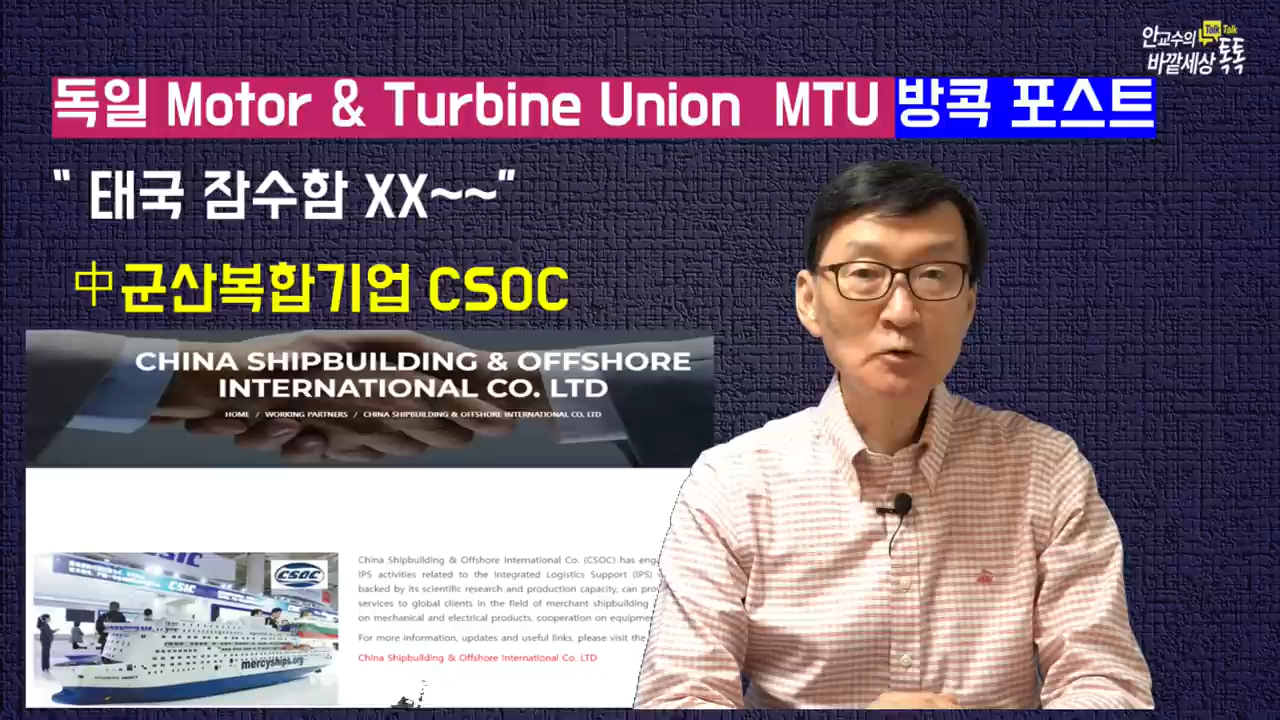 안교수의 Talk Talk
바깥세상 톡톡
독일 Motor & Turbine Union MTU 방콕 포스트
" 태국 잠수함 XX~~"
中군산복합기업 CSOC
CHINA SHIPBUILDING & OFFSHORE
INTERNATIONAL CO. LTD
HOME / WORKING PARTNERS / CHINA SHIPBUILDING & OFFSHORE INTERNATIONAL CO. LTD
China Shipbuilding & Offshore International Co. (CSOC) has eng
IPS activities related to the Integrated Logistics Support (IPS)
backed by its scientific research and production capacity, can pro
services to global clients in the field of merchant shipbuilding
on mechanical and electrical products, cooperation on equipm
For more information, updates and useful links, please visit the
China Shipbuilding & Offshore International Co. LTD
CSIC
CSOC
mercyships.org